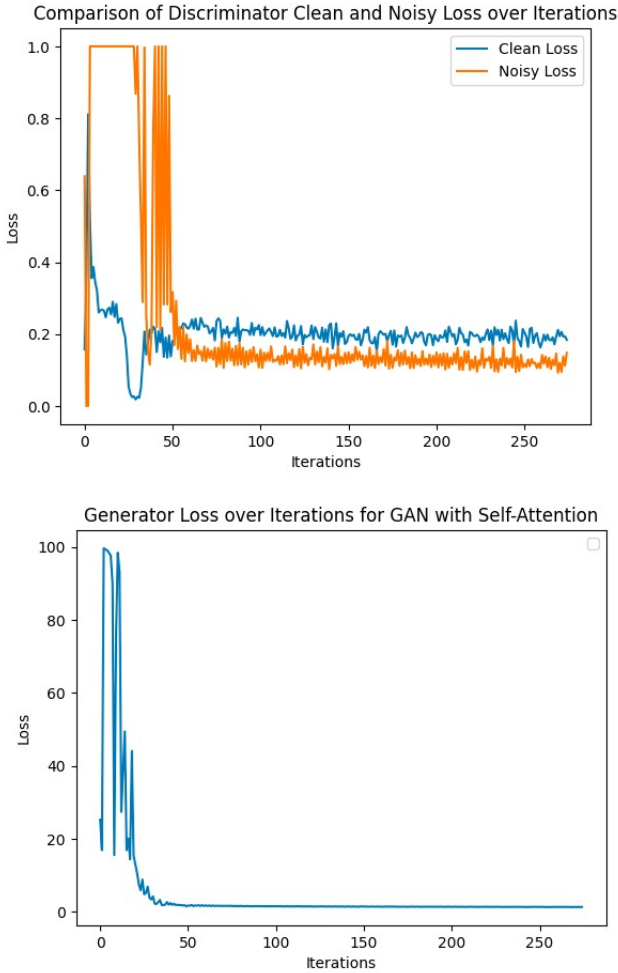 Comparison of Discriminator Clean and Noisy Loss over Iterations
Clean Loss
Noisy Loss
1.0
0.8
0.6
0.4
0.2
0.0
Loss
0 50 100 150 200 250
Iterations
Generator Loss over Iterations for GAN with Self-Attention
100
80
60
40
20
0
Loss
0 50 100 150 200 250
Iterations